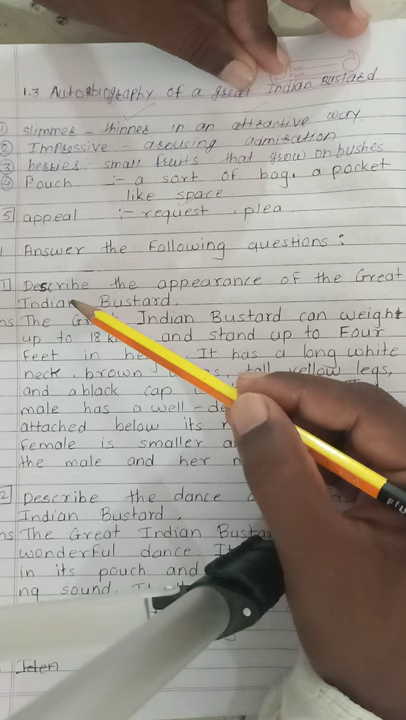 1.3 Autobiography of a great Indian Bustard
① slimmer - thinner in an attractive way
② Impressive - arousing admiration
③ berries - small fruits that grow on bushes
④ Pouch :- a sort of bag, a pocket
like space
5 appeal :- request, plea
Answer the following questions :
1 Describe the appearance of the Great
Indian Bustard.
ns The Indian Bustard can weight
up to 18 and stand up to Four
feet in It has a long white
neck, brown yellow legs,
and a black cap
male has a well-
attached below its
Female is smaller
the male and her
2 Describe the dance
Indian Bustard.
ns The Great Indian
wonderful dance. It
in its pouch and
ng sound.